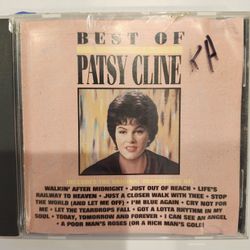 BEST OF
PATSY CLINE
WALKIN' AFTER MIDNIGHT • JUST OUT OF REACH • LIFE'S
RAILWAY TO HEAVEN • JUST A CLOSER WALK WITH THEE • STOP
THE WORLD (AND LET ME OFF) • I'M BLUE AGAIN • CRY NOT FOR
ME • LET THE TEARDROPS FALL • GOT A LOTTA RHYTHM IN MY
SOUL • TODAY, TOMORROW AND FOREVER • I CAN SEE AN ANGEL
• A POOR MAN'S ROSES (OR A RICH MAN'S GOLD)